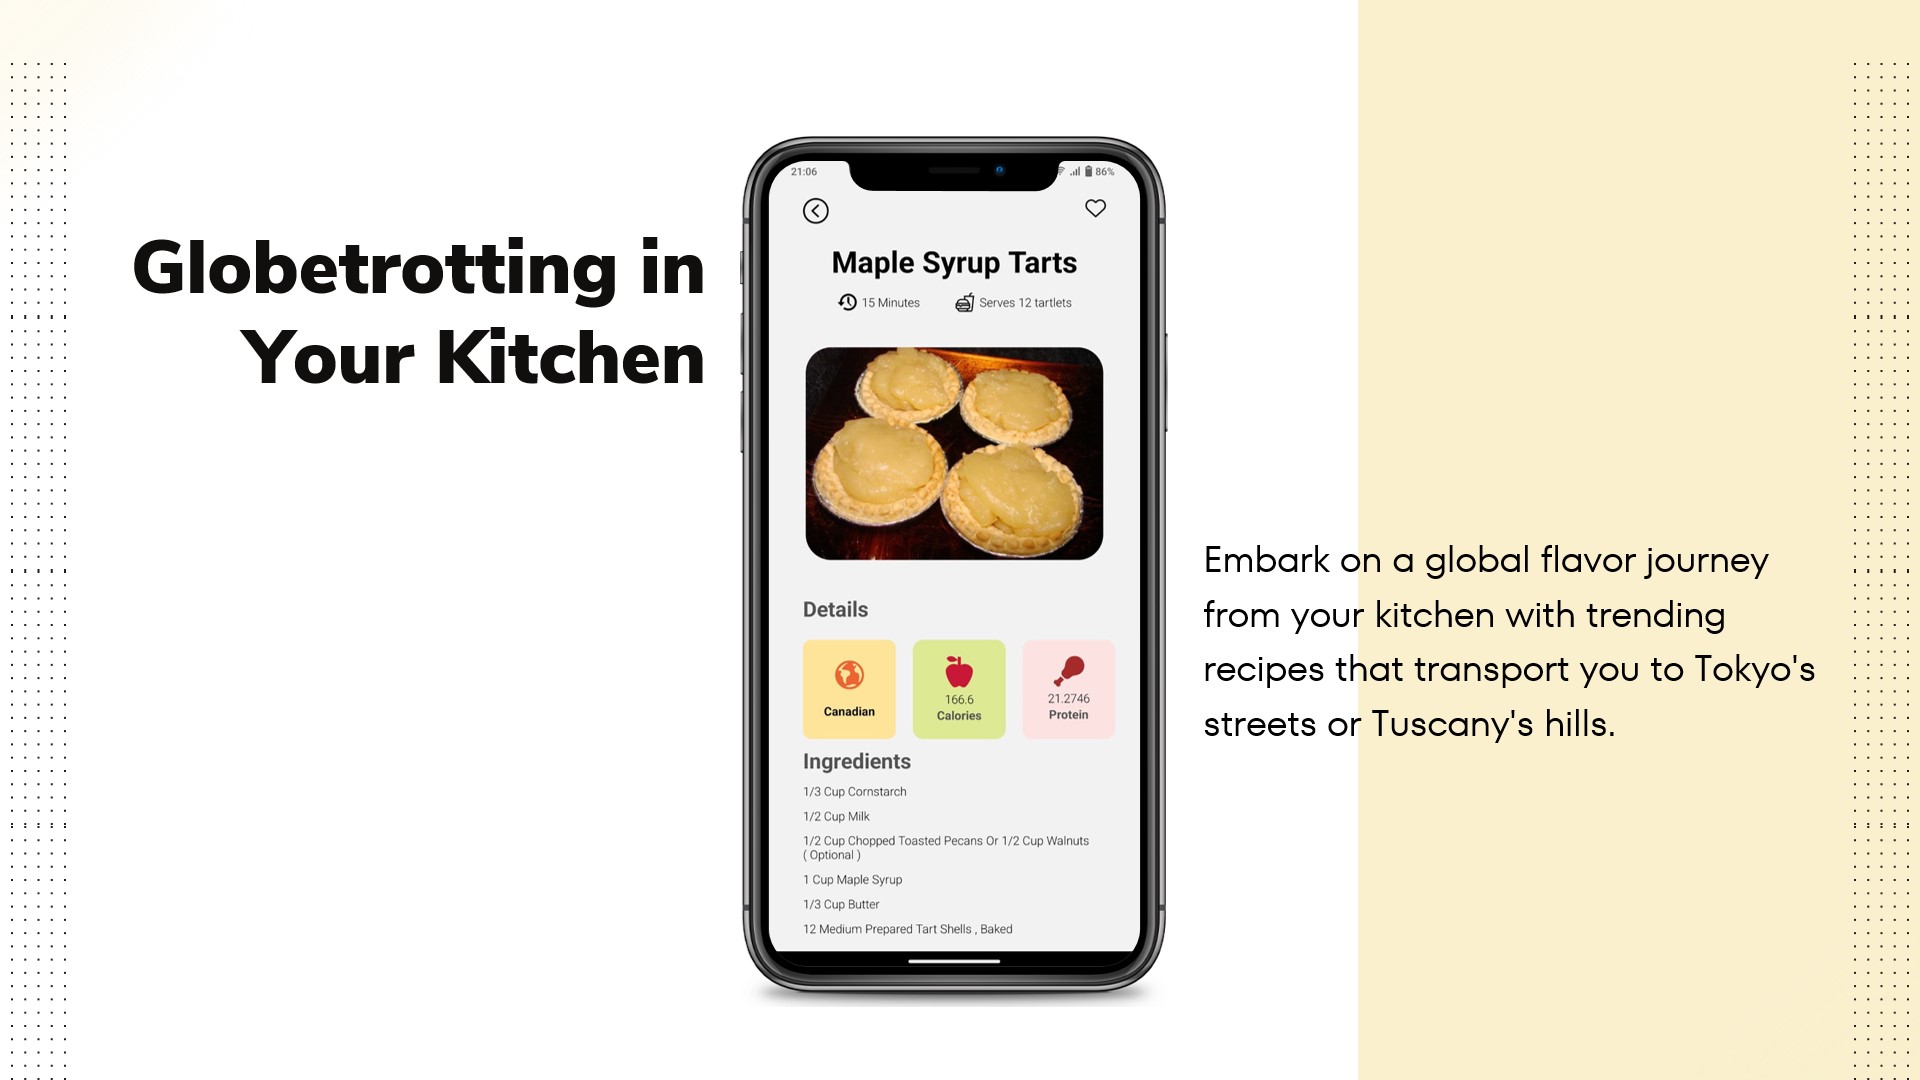 Globetrotting in
Your Kitchen
21:06
86%
Maple Syrup Tarts
15 Minutes
Serves 12 tartlets
Details
Canadian
166.6
Calories
21.2746
Protein
Ingredients
1/3 Cup Cornstarch
1/2 Cup Milk
1/2 Cup Chopped Toasted Pecans Or 1/2 Cup Walnuts
( Optional )
1 Cup Maple Syrup
1/3 Cup Butter
12 Medium Prepared Tart Shells , Baked
Embark on a global flavor journey
from your kitchen with trending
recipes that transport you to Tokyo's
streets or Tuscany's hills.